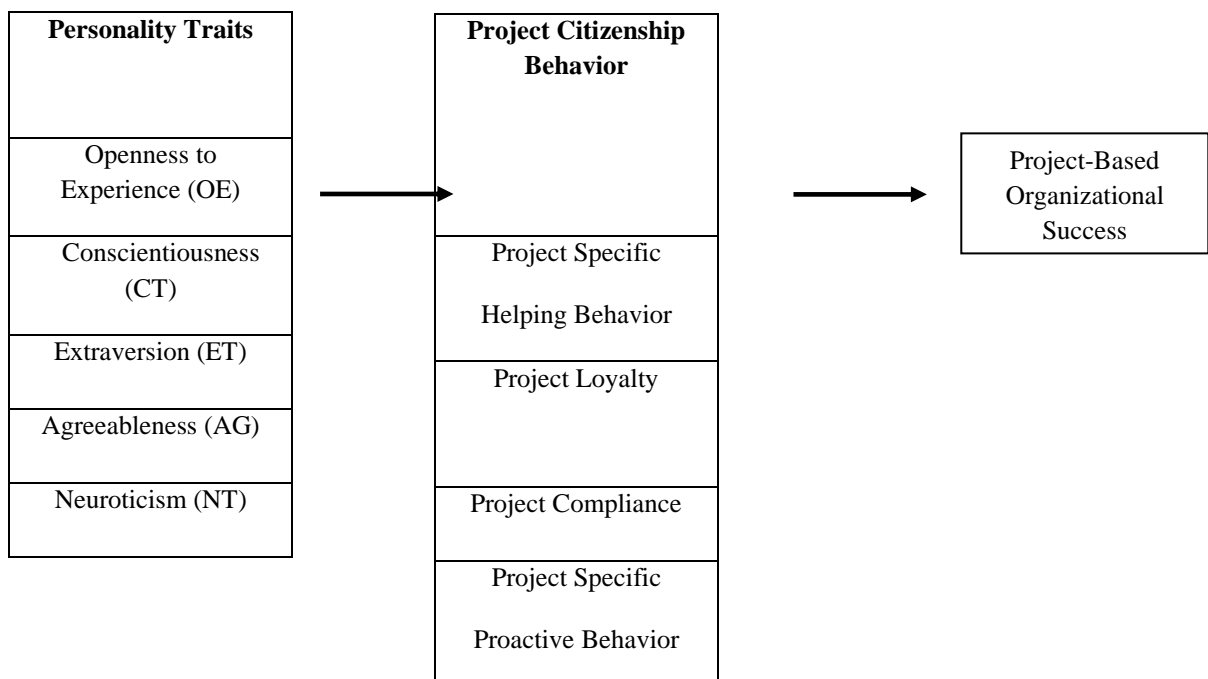 Personality Traits
Openness to
Experience (OE)
Conscientiousness
(CT)
Extraversion (ET)
Agreeableness (AG)
Neuroticism (NT)
Project Citizenship
Behavior
Project Specific
Helping Behavior
Project Loyalty
Project Compliance
Project Specific
Proactive Behavior
Project-Based
Organizational
Success